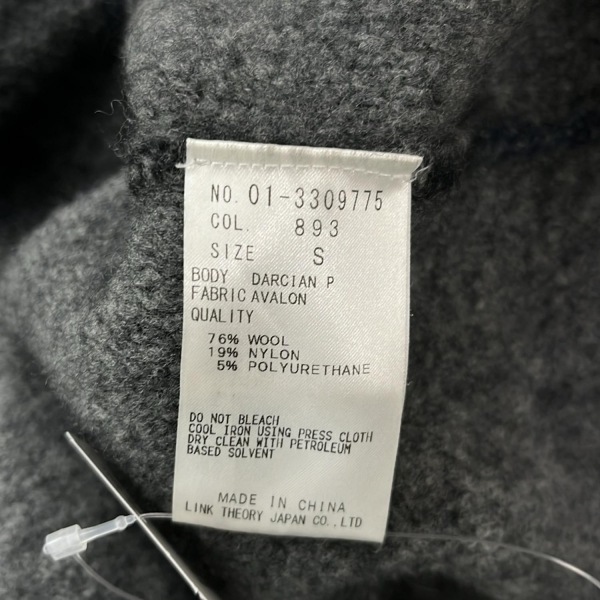 NO. 01-3309775
COL. 893
SIZE S
BODY DARCIAN P
FABRIC AVALON
QUALITY
76% WOOL
19% NYLON
5% POLYURETHANE
DO NOT BLEACH
COOL IRON USING PRESS CLOTH
DRY CLEAN WITH PETROLEUM
BASED SOLVENT
MADE IN CHINA
LINK THEORY JAPAN CO.,LTD